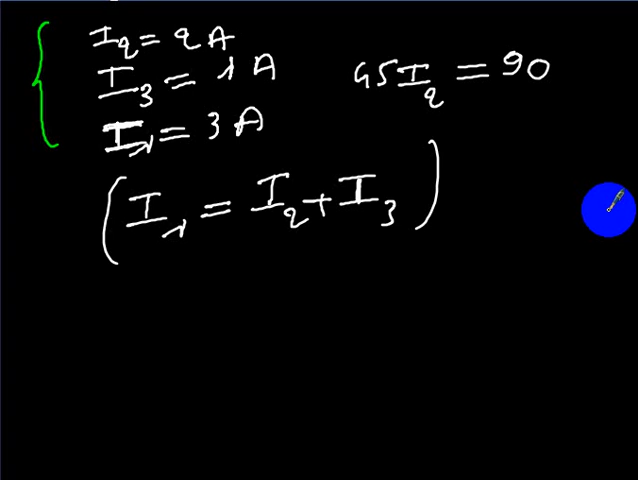 I₂ = 2 A
I₃ = 1 A 45 I₂ = 90
I₁ = 3 A
(I₁ = I₂ + I₃)